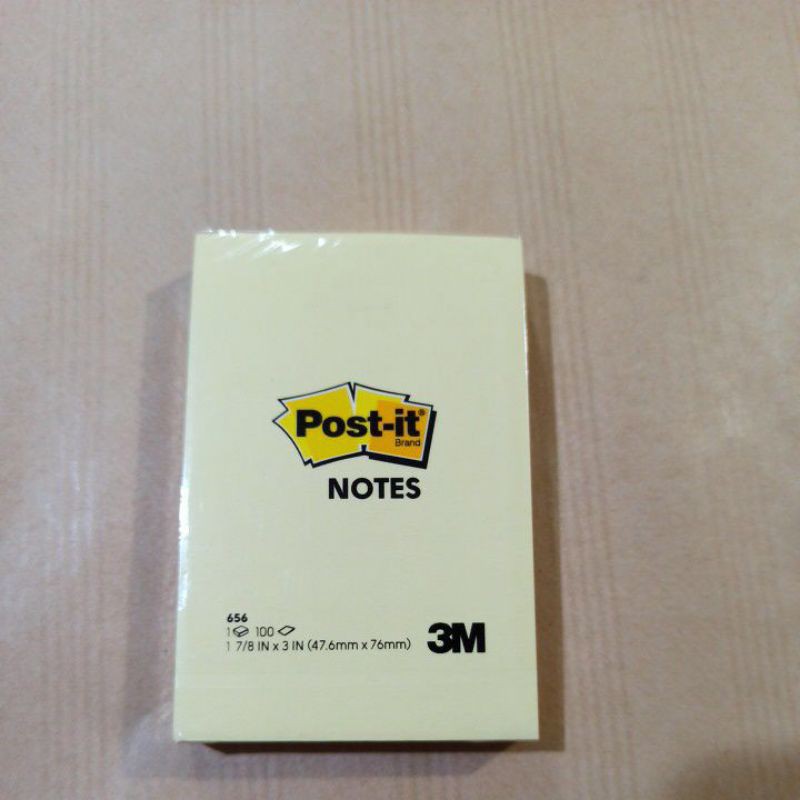 Post-it®
Brand
NOTES
656
1 100
1 7/8 IN x 3 IN (47.6mm x 76mm)
3M